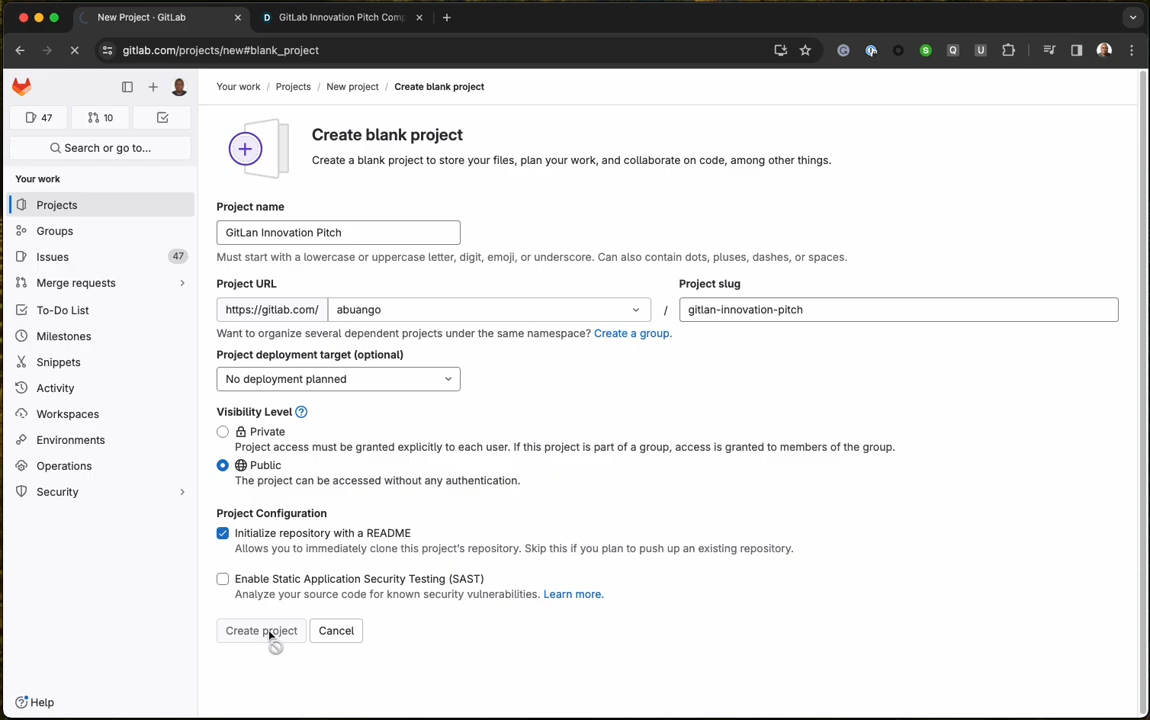 New Project · GitLab
GitLab Innovation Pitch Comp
gitlab.com/projects/new#blank_project
47
10
Search or go to...
Your work
Projects
Groups
Issues
47
Merge requests
To-Do List
Milestones
Snippets
Activity
Workspaces
Environments
Operations
Security
Help
Your work / Projects / New project / Create blank project
Create blank project
Create a blank project to store your files, plan your work, and collaborate on code, among other things.
Project name
GitLan Innovation Pitch
Must start with a lowercase or uppercase letter, digit, emoji, or underscore. Can also contain dots, pluses, dashes, or spaces.
Project URL
Project slug
https://gitlab.com/ abuango / gitlan-innovation-pitch
Want to organize several dependent projects under the same namespace? Create a group.
Project deployment target (optional)
No deployment planned
Visibility Level
Private
Project access must be granted explicitly to each user. If this project is part of a group, access is granted to members of the group.
Public
The project can be accessed without any authentication.
Project Configuration
Initialize repository with a README
Allows you to immediately clone this project's repository. Skip this if you plan to push up an existing repository.
Enable Static Application Security Testing (SAST)
Analyze your source code for known security vulnerabilities. Learn more.
Create project Cancel